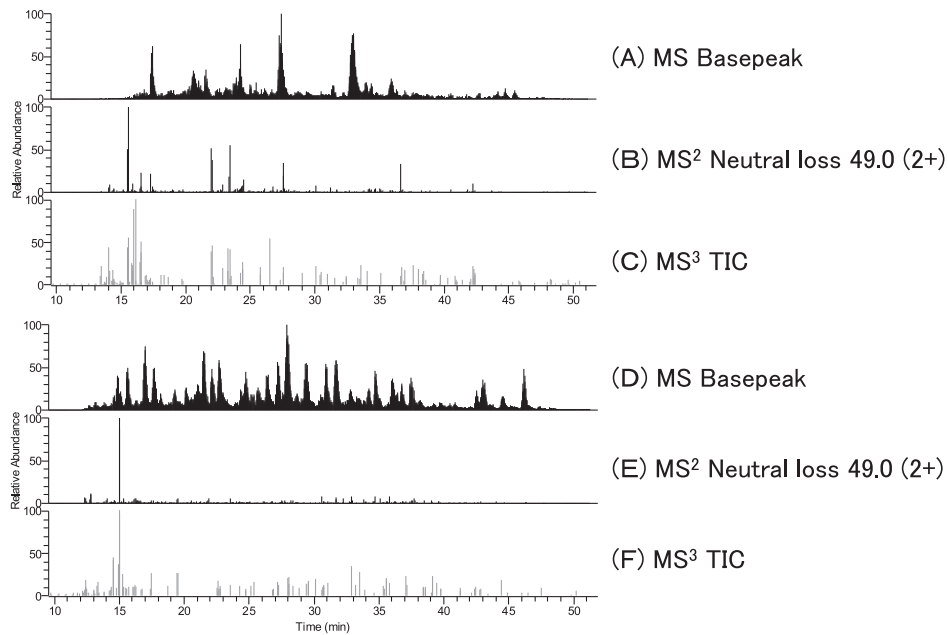 100
50
0
(A) MS Basepeak
100
50
0
(B) MS² Neutral loss 49.0 (2+)
Relative Abundance
100
50
0
(C) MS³ TIC
10 15 20 25 30 35 40 45 50
100
50
0
(D) MS Basepeak
100
50
0
(E) MS² Neutral loss 49.0 (2+)
Relative Abundance
100
50
0
(F) MS³ TIC
10 15 20 25 30 35 40 45 50
Time (min)